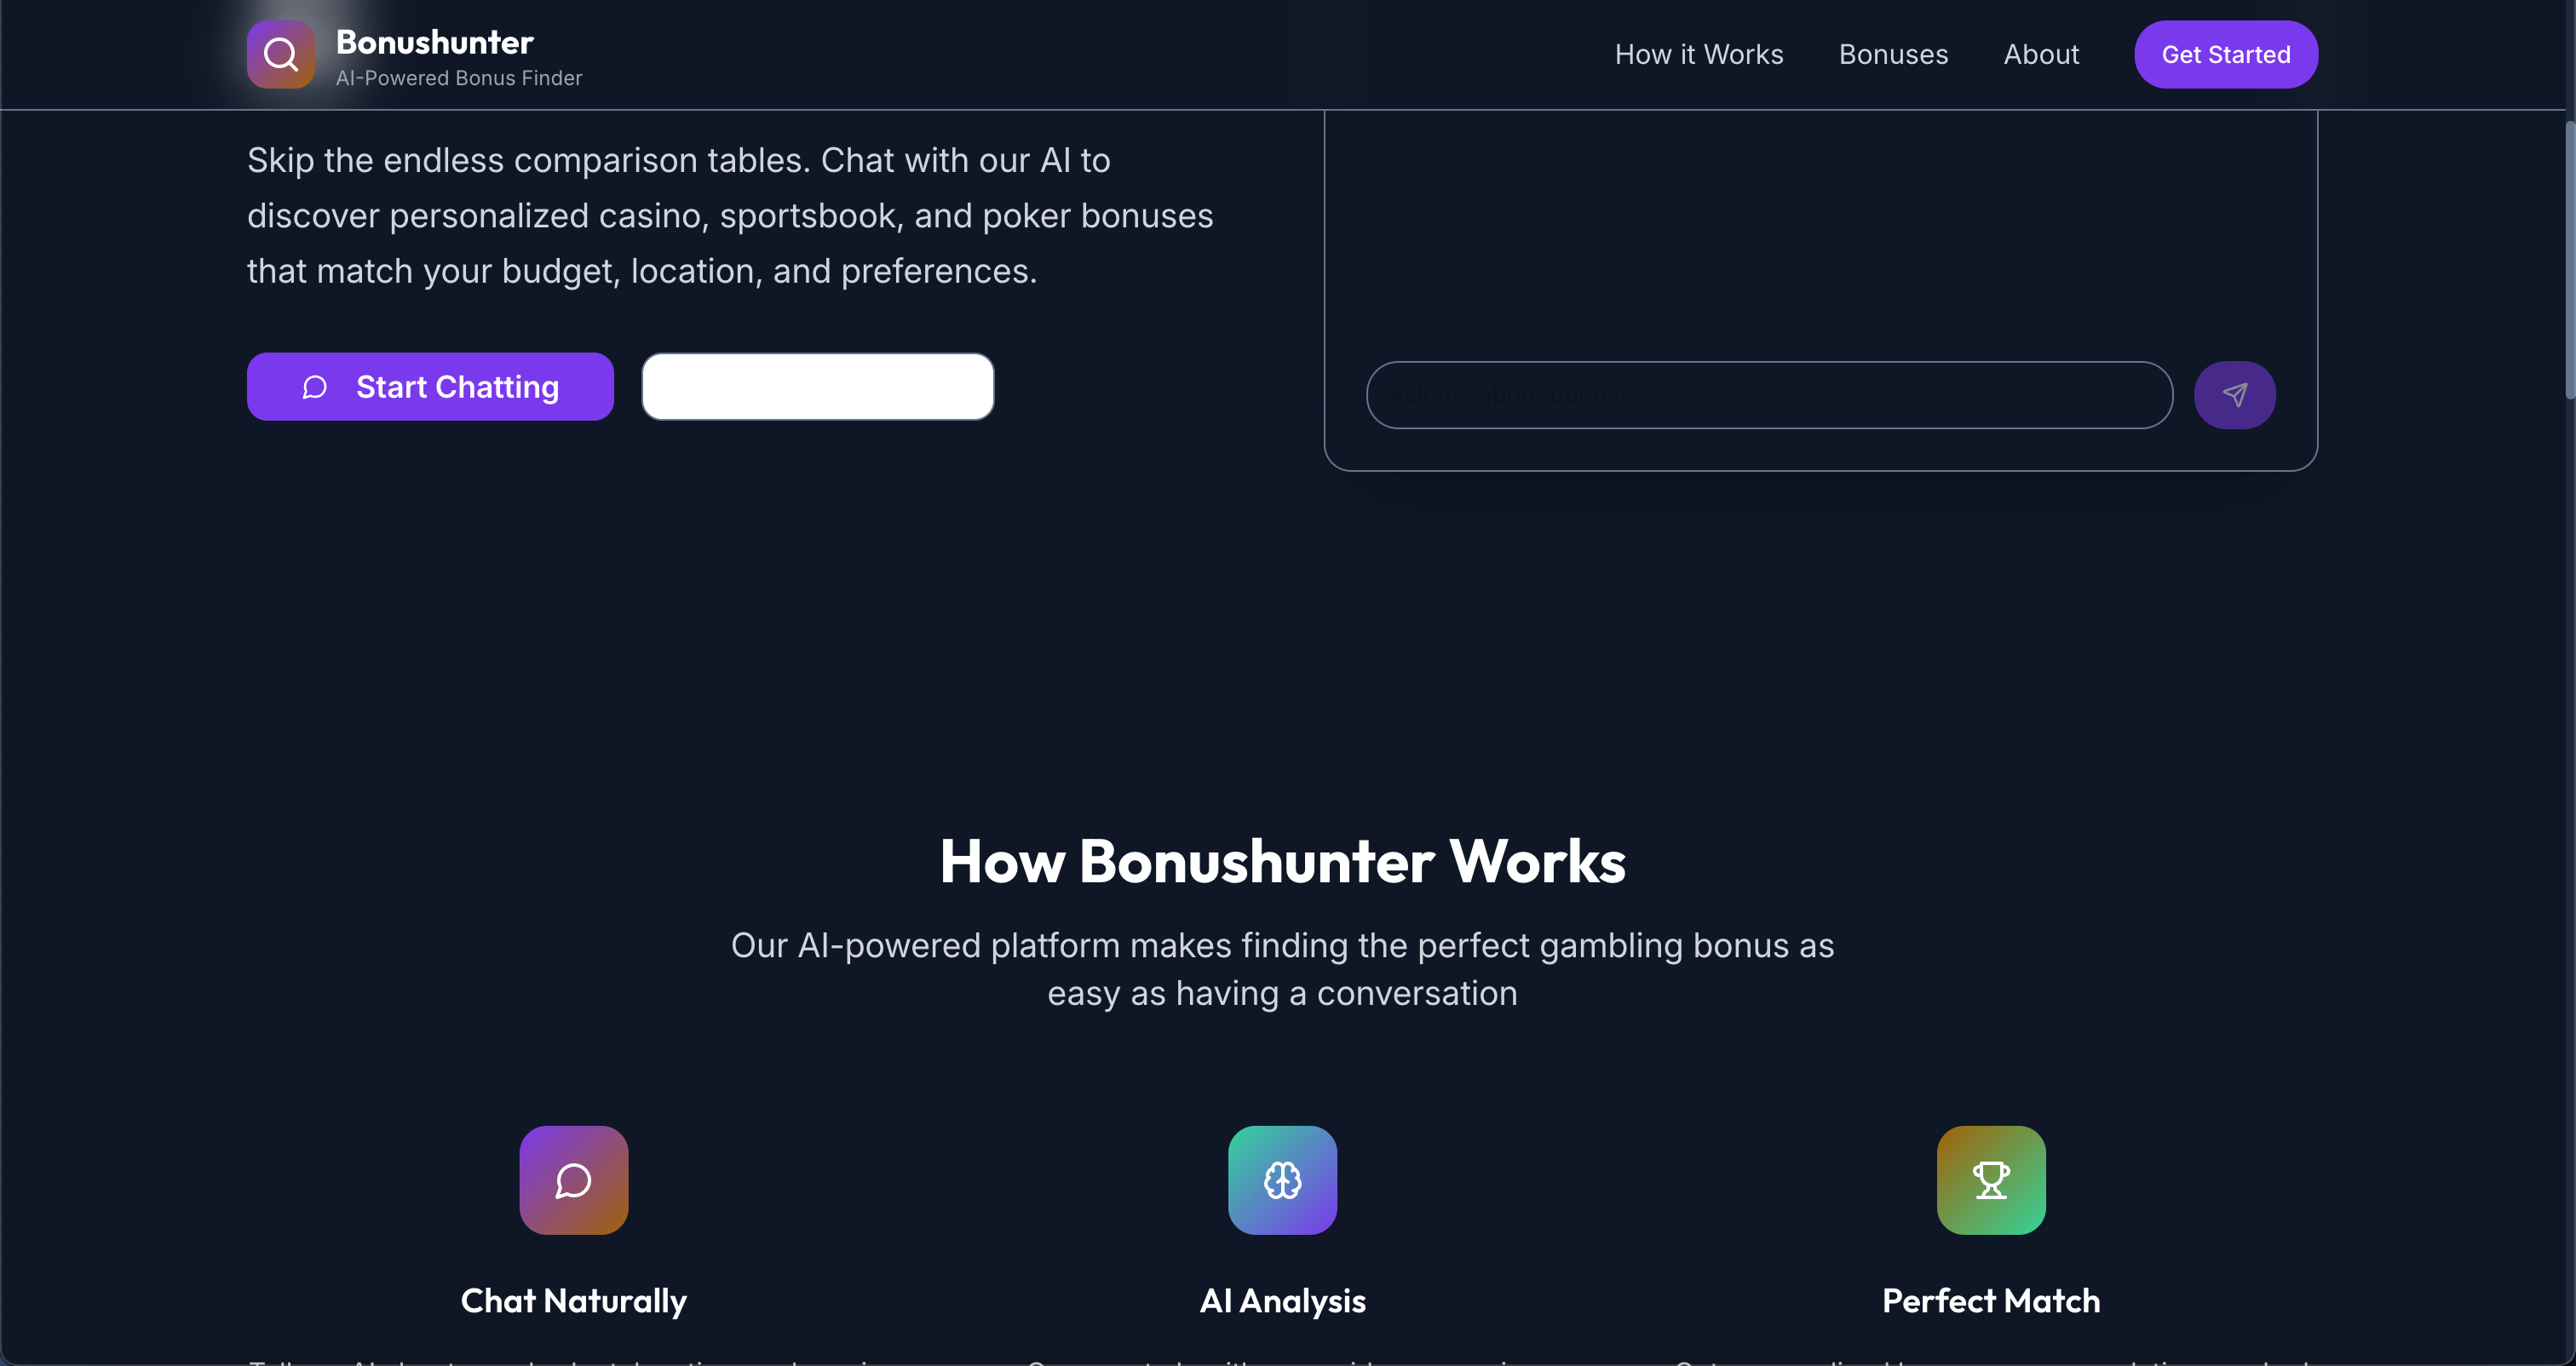 Bonushunter
AI-Powered Bonus Finder
How it Works
Bonuses
About
Get Started
Skip the endless comparison tables. Chat with our AI to
discover personalized casino, sportsbook, and poker bonuses
that match your budget, location, and preferences.
Start Chatting
Ask me about bonuses...
How Bonushunter Works
Our AI-powered platform makes finding the perfect gambling bonus as
easy as having a conversation
Chat Naturally
AI Analysis
Perfect Match